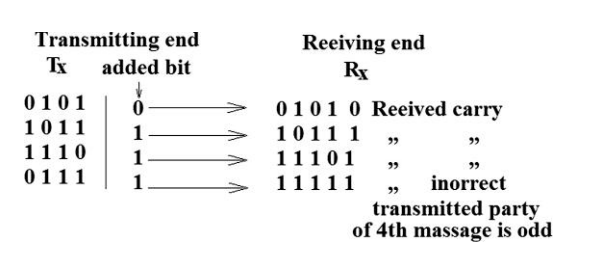 Transmitting end
Reeiving end
Tx added bit
Rx
0 1 0 1 0 0 1 0 1 0 Reeived carry
1 0 1 1 1 1 0 1 1 1 „ „
1 1 1 0 1 1 1 1 0 1 „ „
0 1 1 1 1 1 1 1 1 1 „ inorrect
transmitted party
of 4th massage is odd